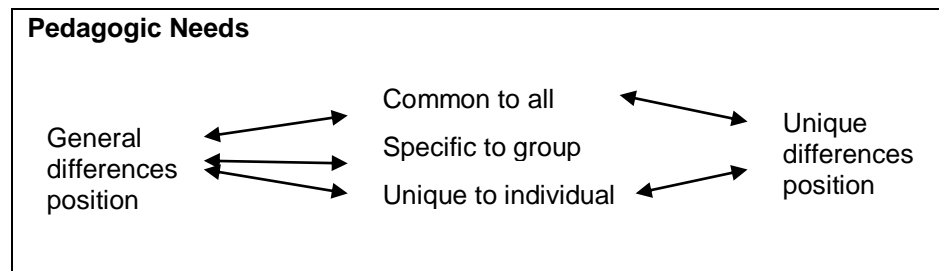 Pedagogic Needs
General
differences
position
Common to all
Specific to group
Unique to individual
Unique
differences
position